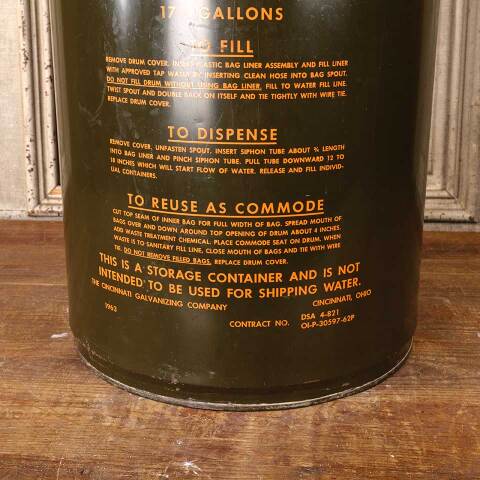 17 GALLONS
TO FILL
REMOVE DRUM COVER. INSERT PLASTIC BAG LINER ASSEMBLY AND FILL LINER
WITH APPROVED TAP WATER BY INSERTING CLEAN HOSE INTO BAG SPOUT.
DO NOT FILL DRUM WITHOUT USING BAG LINER. FILL TO WATER FILL LINE.
TWIST SPOUT AND DOUBLE BACK ON ITSELF AND TIE TIGHTLY WITH WIRE TIE.
REPLACE DRUM COVER.
TO DISPENSE
REMOVE COVER, UNFASTEN SPOUT. INSERT SIPHON TUBE ABOUT ¾ LENGTH
INTO BAG LINER AND PINCH SIPHON TUBE. PULL TUBE DOWNWARD 12 TO
18 INCHES WHICH WILL START FLOW OF WATER. RELEASE AND FILL INDIVID-
UAL CONTAINERS.
TO REUSE AS COMMODE
CUT TOP SEAM OF INNER BAG FOR FULL WIDTH OF BAG. SPREAD MOUTH OF
BAGS OVER AND DOWN AROUND TOP OPENING OF DRUM ABOUT 4 INCHES.
ADD WASTE TREATMENT CHEMICAL. PLACE COMMODE SEAT ON DRUM. WHEN
WASTE IS TO SANITARY FILL LINE, CLOSE MOUTH OF BAGS AND TIE WITH WIRE
TIE. DO NOT REMOVE FILLED BAGS. REPLACE DRUM COVER.
THIS IS A STORAGE CONTAINER AND IS NOT
INTENDED TO BE USED FOR SHIPPING WATER.
THE CINCINNATI GALVANIZING COMPANY CINCINNATI, OHIO
1963 CONTRACT NO. DSA 4-821
OI-P-30597-62P